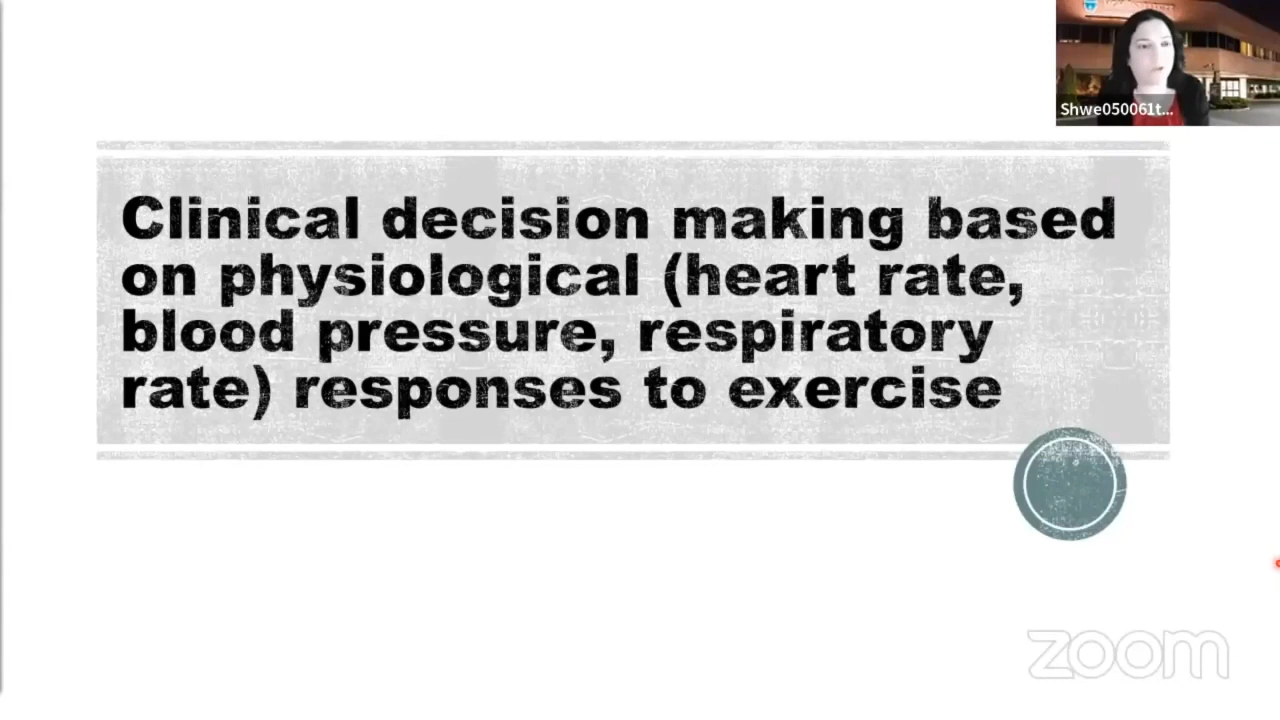 Shwe050061t...
Clinical decision making based
on physiological (heart rate,
blood pressure, respiratory
rate) responses to exercise
zoom